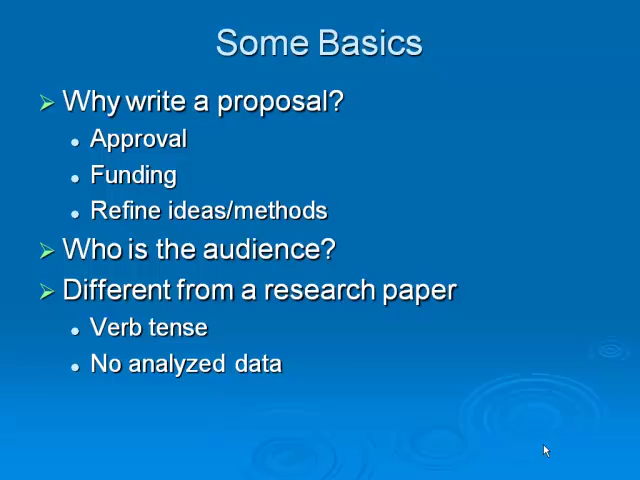 Some Basics
Why write a proposal?
Approval
Funding
Refine ideas/methods
Who is the audience?
Different from a research paper
Verb tense
No analyzed data